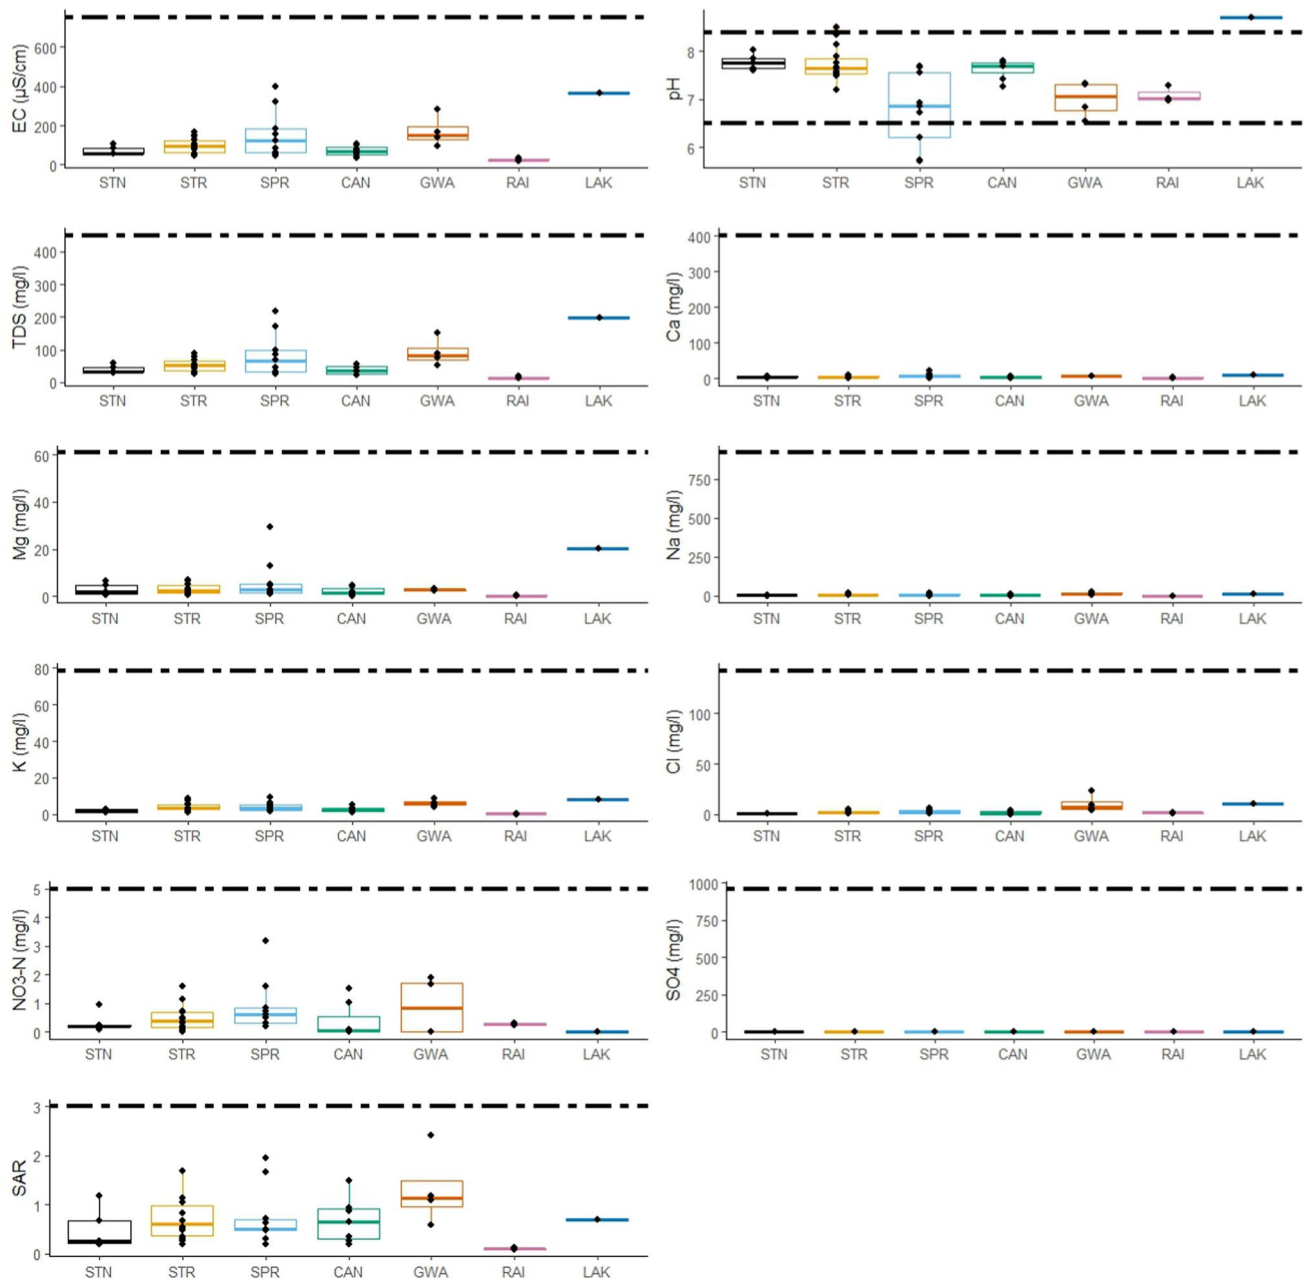 EC (µS/cm)
600
400
200
0
STN STR SPR CAN GWA RAI LAK
pH
8
7
6
STN STR SPR CAN GWA RAI LAK
TDS (mg/l)
400
300
200
100
0
STN STR SPR CAN GWA RAI LAK
Ca (mg/l)
400
300
200
100
0
STN STR SPR CAN GWA RAI LAK
Mg (mg/l)
60
40
20
0
STN STR SPR CAN GWA RAI LAK
Na (mg/l)
750
500
250
0
STN STR SPR CAN GWA RAI LAK
K (mg/l)
80
60
40
20
0
STN STR SPR CAN GWA RAI LAK
Cl (mg/l)
100
50
0
STN STR SPR CAN GWA RAI LAK
NO3-N (mg/l)
5
4
3
2
1
0
STN STR SPR CAN GWA RAI LAK
SO4 (mg/l)
1000
750
500
250
0
STN STR SPR CAN GWA RAI LAK
SAR
3
2
1
0
STN STR SPR CAN GWA RAI LAK